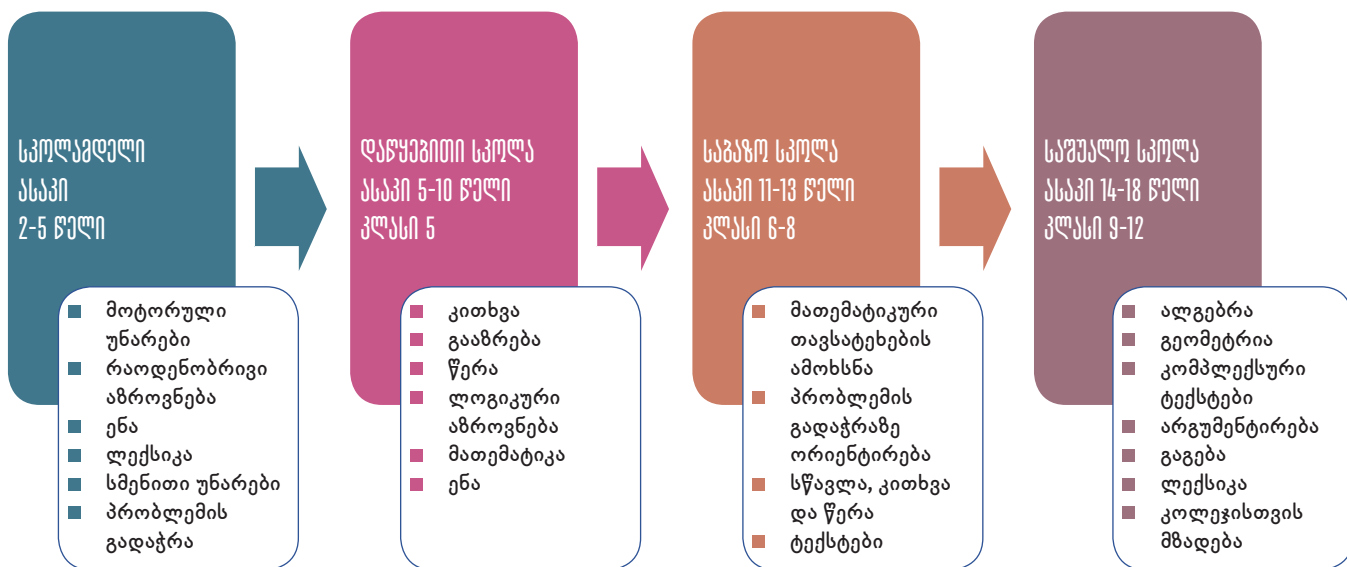 სკოლამდელი
ასაკი
2-5 წელი
მოტორული
უნარები
რაოდენობრივი
აზროვნება
ენა
ლექსიკა
სმენითი უნარები
პრობლემის
გადაჭრა
დაწყებითი სკოლა
ასაკი 5-10 წელი
კლასი 5
კითხვა
გააზრება
წერა
ლოგიკური
აზროვნება
მათემატიკა
ენა
საბაზო სკოლა
ასაკი 11-13 წელი
კლასი 6-8
მათემატიკური
თავსატეხების
ამოხსნა
პრობლემის
გადაჭრაზე
ორიენტირება
სწავლა, კითხვა
და წერა
ტექსტები
საშუალო სკოლა
ასაკი 14-18 წელი
კლასი 9-12
ალგებრა
გეომეტრია
კომპლექსური
ტექსტები
არგუმენტირება
გაგება
ლექსიკა
კოლეჯისთვის
მზადება